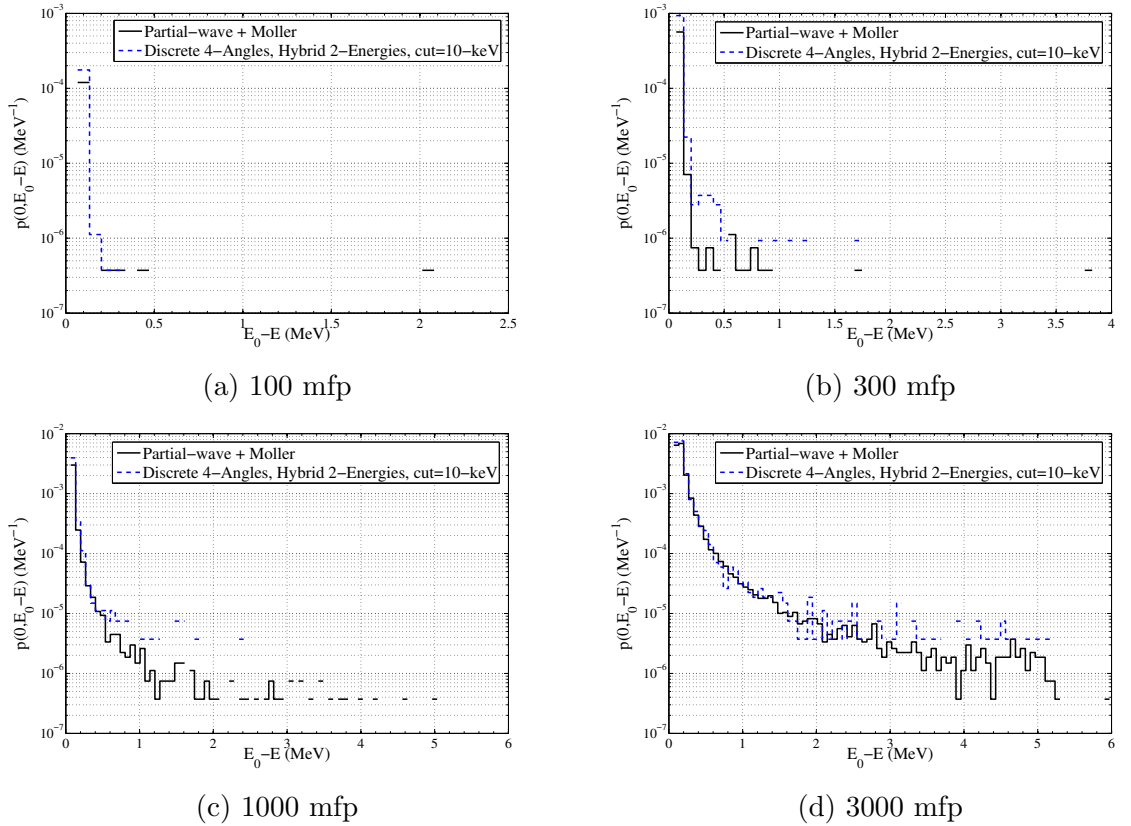 10⁻³
10⁻⁴
10⁻⁵
10⁻⁶
10⁻⁷
p(0,E₀−E) (MeV⁻¹)
Partial−wave + Moller
Discrete 4−Angles, Hybrid 2−Energies, cut=10−keV
0 0.5 1 1.5 2 2.5
E₀−E (MeV)
(a) 100 mfp
10⁻³
10⁻⁴
10⁻⁵
10⁻⁶
10⁻⁷
p(0,E₀−E) (MeV⁻¹)
Partial−wave + Moller
Discrete 4−Angles, Hybrid 2−Energies, cut=10−keV
0 0.5 1 1.5 2 2.5 3 3.5 4
E₀−E (MeV)
(b) 300 mfp
10⁻²
10⁻³
10⁻⁴
10⁻⁵
10⁻⁶
10⁻⁷
p(0,E₀−E) (MeV⁻¹)
Partial−wave + Moller
Discrete 4−Angles, Hybrid 2−Energies, cut=10−keV
0 1 2 3 4 5 6
E₀−E (MeV)
(c) 1000 mfp
10⁻²
10⁻³
10⁻⁴
10⁻⁵
10⁻⁶
10⁻⁷
p(0,E₀−E) (MeV⁻¹)
Partial−wave + Moller
Discrete 4−Angles, Hybrid 2−Energies, cut=10−keV
0 1 2 3 4 5 6
E₀−E (MeV)
(d) 3000 mfp